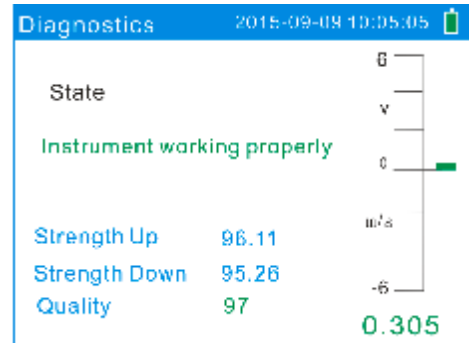 Diagnostics 2015-09-09 10:05:05
6
State
v
Instrument working properly
0
m/s
Strength Up 96.11
Strength Down 95.26
-6
Quality 97
0.305